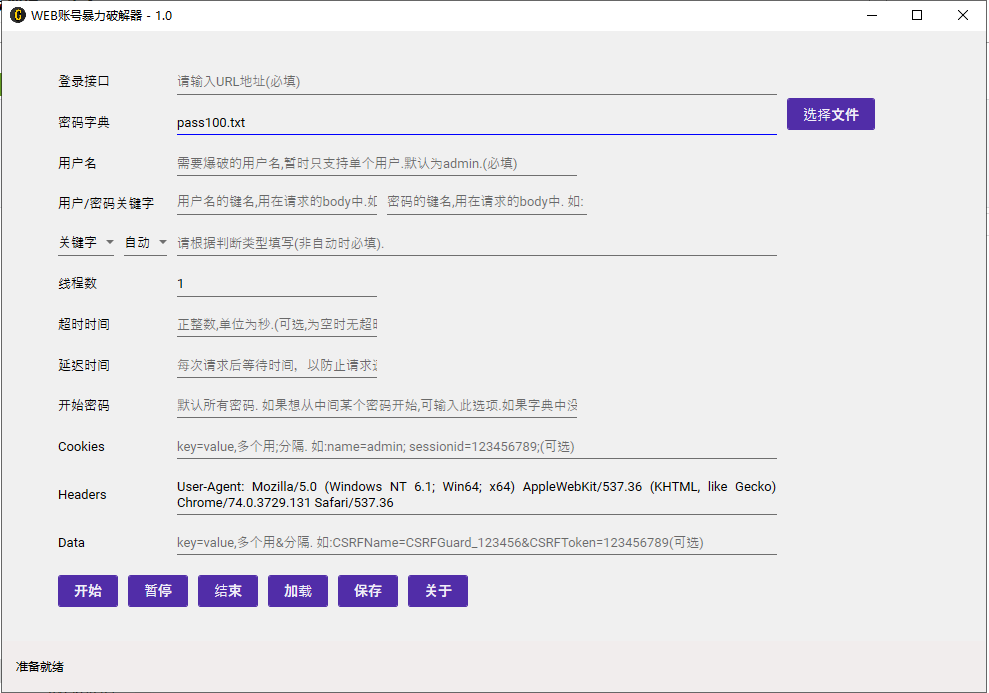 WEB账号暴力破解器 - 1.0
登录接口 请输入URL地址(必填)
密码字典 pass100.txt 选择文件
用户名 需要爆破的用户名,暂时只支持单个用户.默认为admin.(必填)
用户/密码关键字 用户名的键名,用在请求的body中.如 密码的键名,用在请求的body中. 如:
关键字 自动 请根据判断类型填写(非自动时必填).
线程数 1
超时时间 正整数,单位为秒.(可选,为空时无超时
延迟时间 每次请求后等待时间，以防止请求过
开始密码 默认所有密码. 如果想从中间某个密码开始,可输入此选项.如果字典中没
Cookies key=value,多个用;分隔. 如:name=admin; sessionid=123456789;(可选)
Headers User-Agent: Mozilla/5.0 (Windows NT 6.1; Win64; x64) AppleWebKit/537.36 (KHTML, like Gecko)
Chrome/74.0.3729.131 Safari/537.36
Data key=value,多个用&分隔. 如:CSRFName=CSRFGuard_123456&CSRFToken=123456789(可选)
开始 暂停 结束 加载 保存 关于
准备就绪